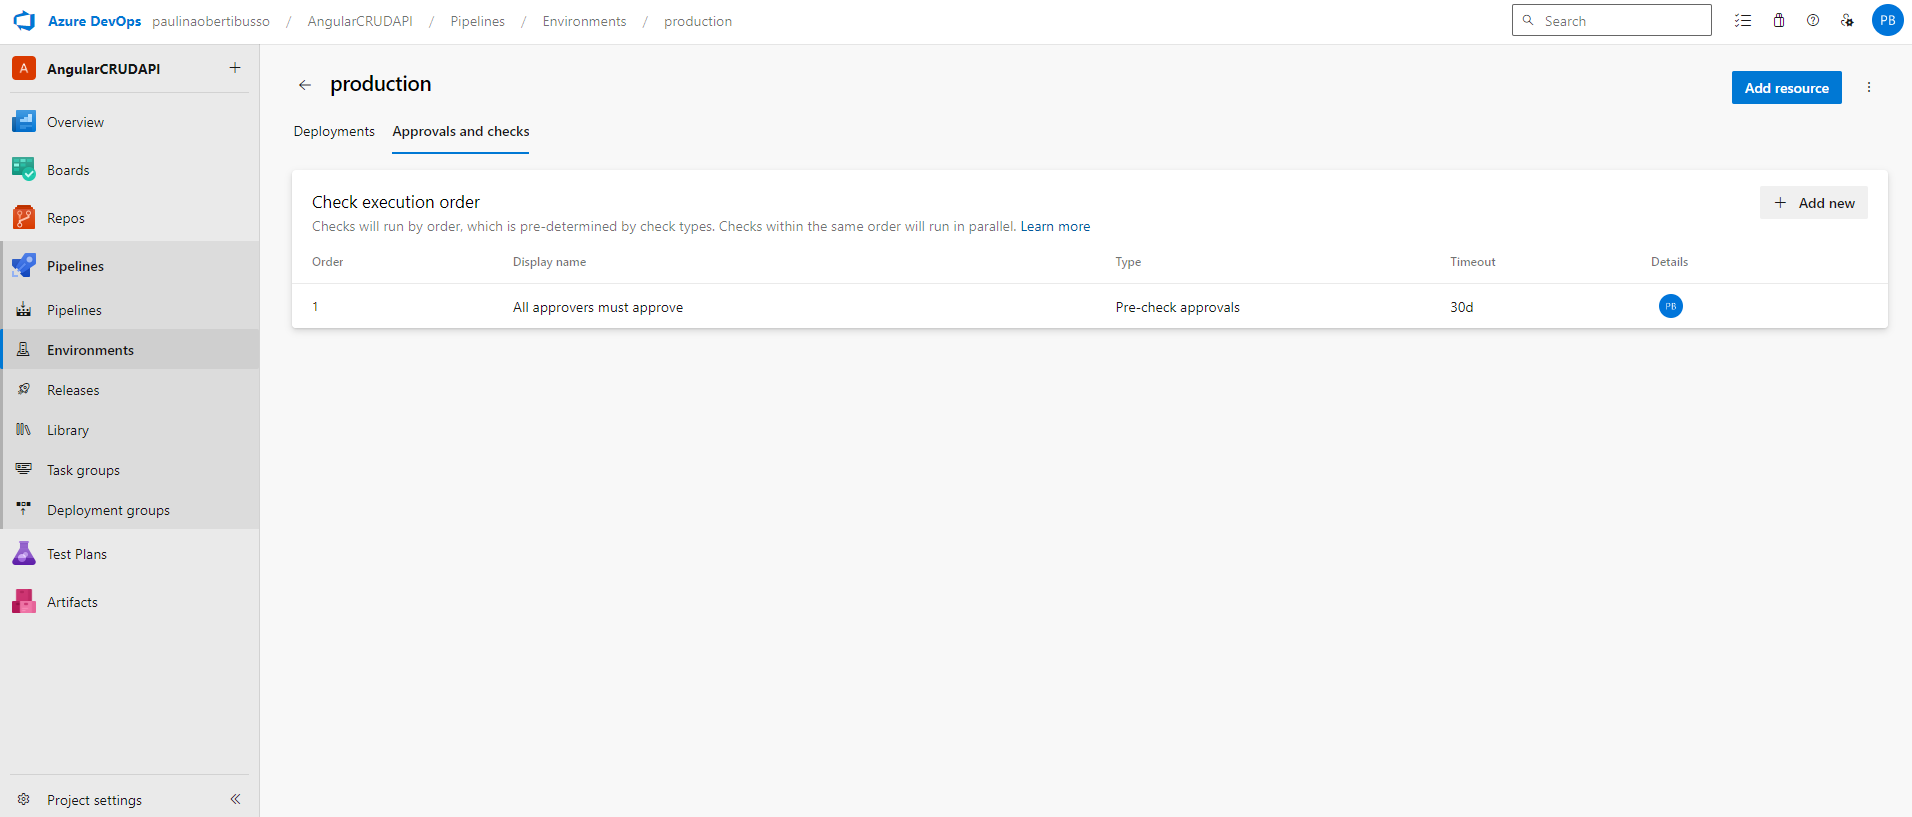 Azure DevOps paulinaobertibusso / AngularCRUDAPI / Pipelines / Environments / production
Search
PB
A AngularCRUDAPI +
Overview
Boards
Repos
Pipelines
Pipelines
Environments
Releases
Library
Task groups
Deployment groups
Test Plans
Artifacts
Project settings
production
Add resource
Deployments Approvals and checks
Check execution order
Add new
Checks will run by order, which is pre-determined by check types. Checks within the same order will run in parallel. Learn more
Order Display name Type Timeout Details
1 All approvers must approve Pre-check approvals 30d PB